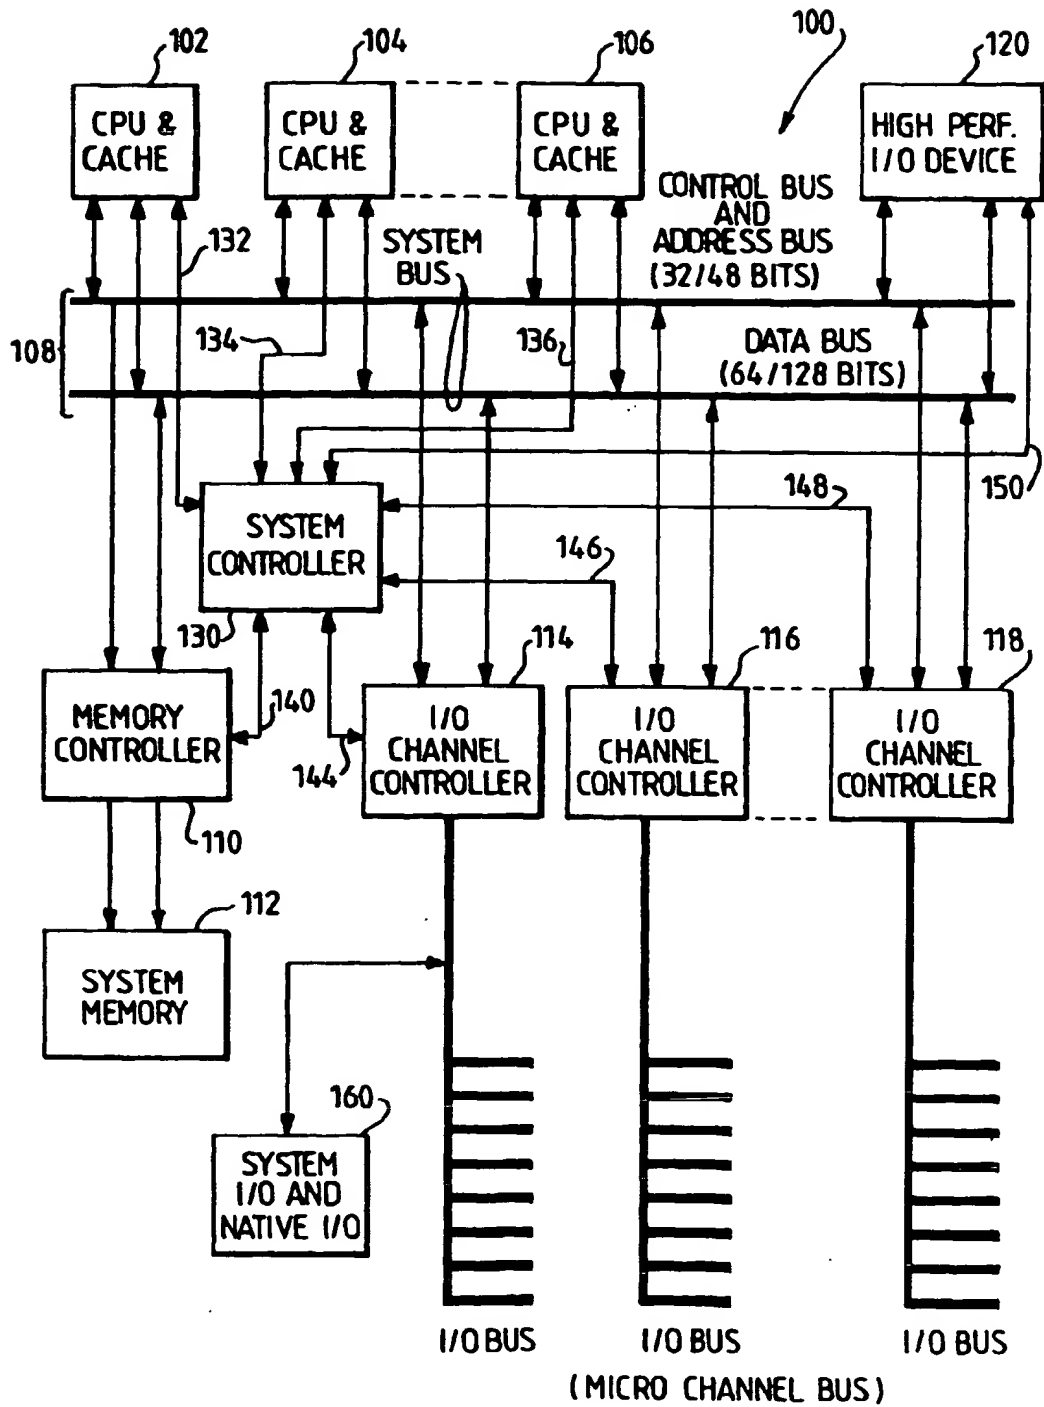 102
104
106
100
120
CPU &
CACHE
CPU &
CACHE
CPU &
CACHE
HIGH PERF.
I/O DEVICE
CONTROL BUS
AND
ADDRESS BUS
(32/48 BITS)
SYSTEM
BUS
132
134
136
108
DATA BUS
(64/128 BITS)
150
148
146
SYSTEM
CONTROLLER
130
114
116
118
140
144
MEMORY
CONTROLLER
I/O
CHANNEL
CONTROLLER
I/O
CHANNEL
CONTROLLER
I/O
CHANNEL
CONTROLLER
110
112
SYSTEM
MEMORY
160
SYSTEM
I/O AND
NATIVE I/O
I/O BUS
I/O BUS
I/O BUS
(MICRO CHANNEL BUS)